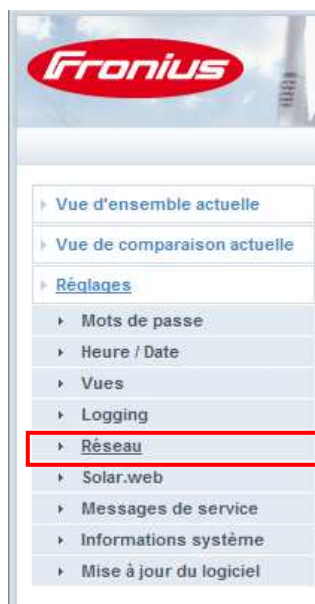 Fronius
Vue d'ensemble actuelle
Vue de comparaison actuelle
Réglages
Mots de passe
Heure / Date
Vues
Logging
Réseau
Solar.web
Messages de service
Informations système
Mise à jour du logiciel